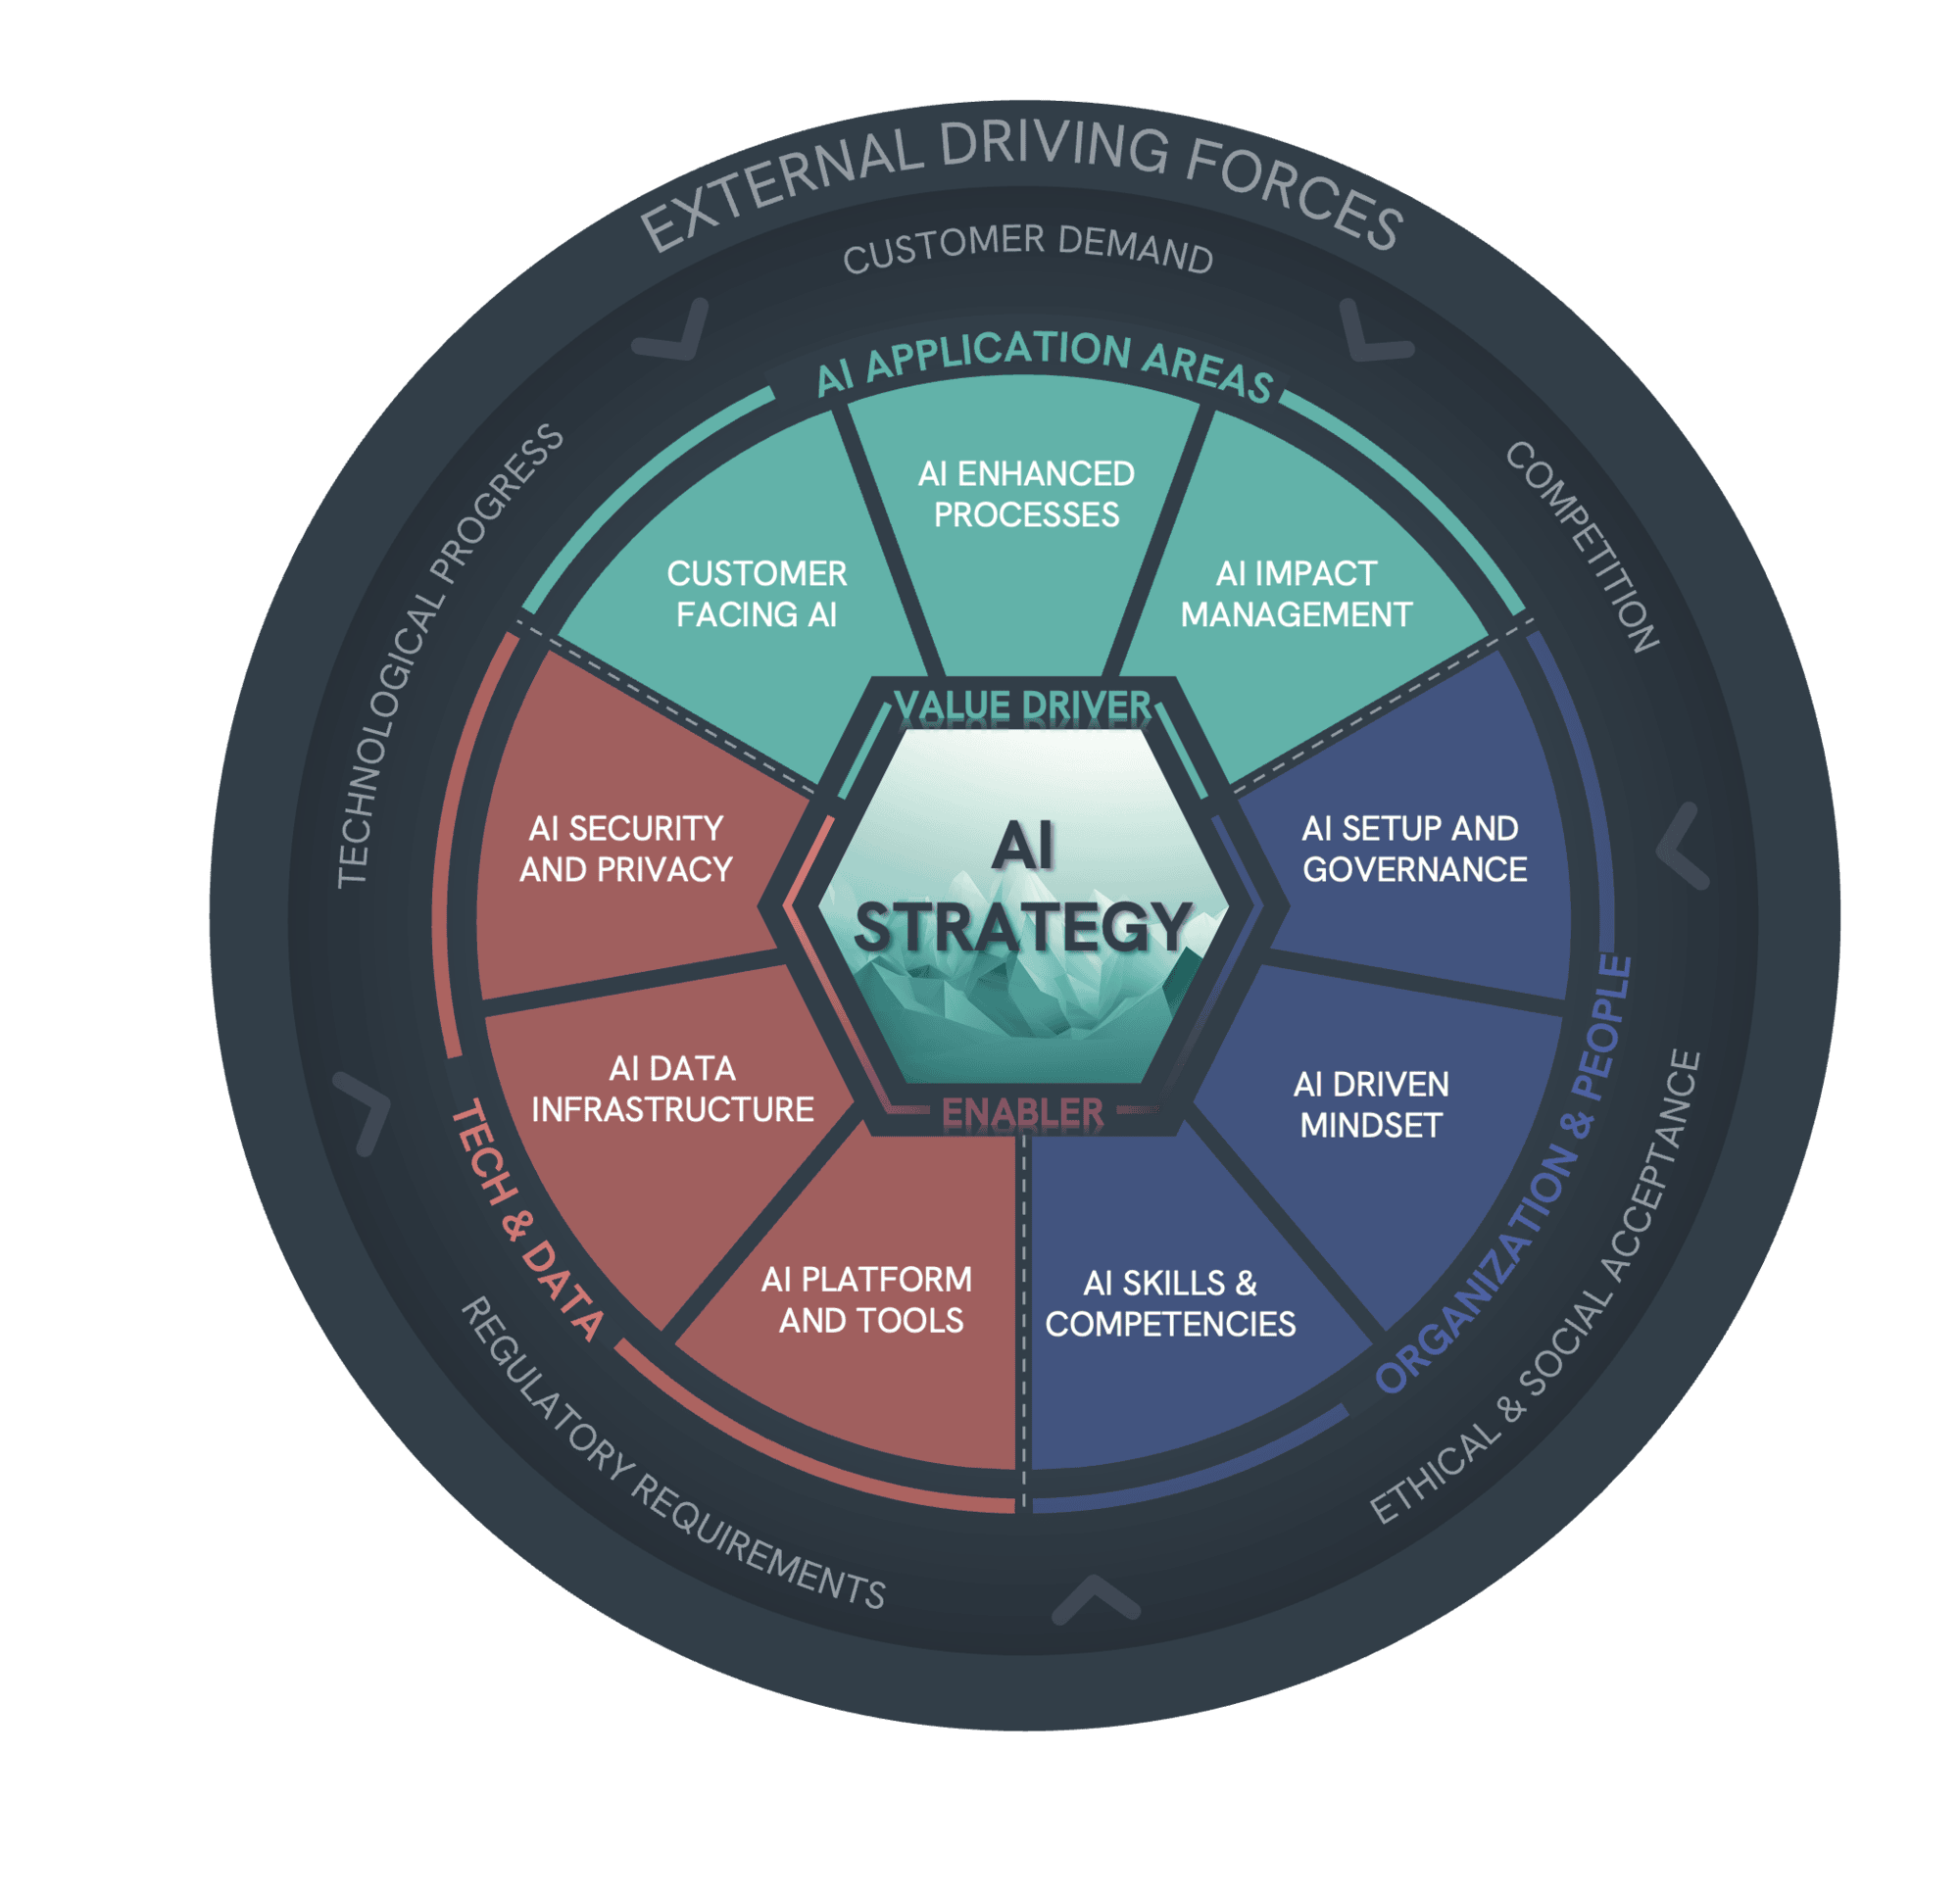 EXTERNAL DRIVING FORCES
CUSTOMER DEMAND
COMPETITION
ETHICAL & SOCIAL ACCEPTANCE
REGULATORY REQUIREMENTS
TECHNOLOGICAL PROGRESS
AI APPLICATION AREAS
CUSTOMER
FACING AI
AI ENHANCED
PROCESSES
AI IMPACT
MANAGEMENT
ORGANIZATION & PEOPLE
AI SETUP AND
GOVERNANCE
AI DRIVEN
MINDSET
AI SKILLS &
COMPETENCIES
TECH & DATA
AI PLATFORM
AND TOOLS
AI DATA
INFRASTRUCTURE
AI SECURITY
AND PRIVACY
VALUE DRIVER
AI
STRATEGY
ENABLER